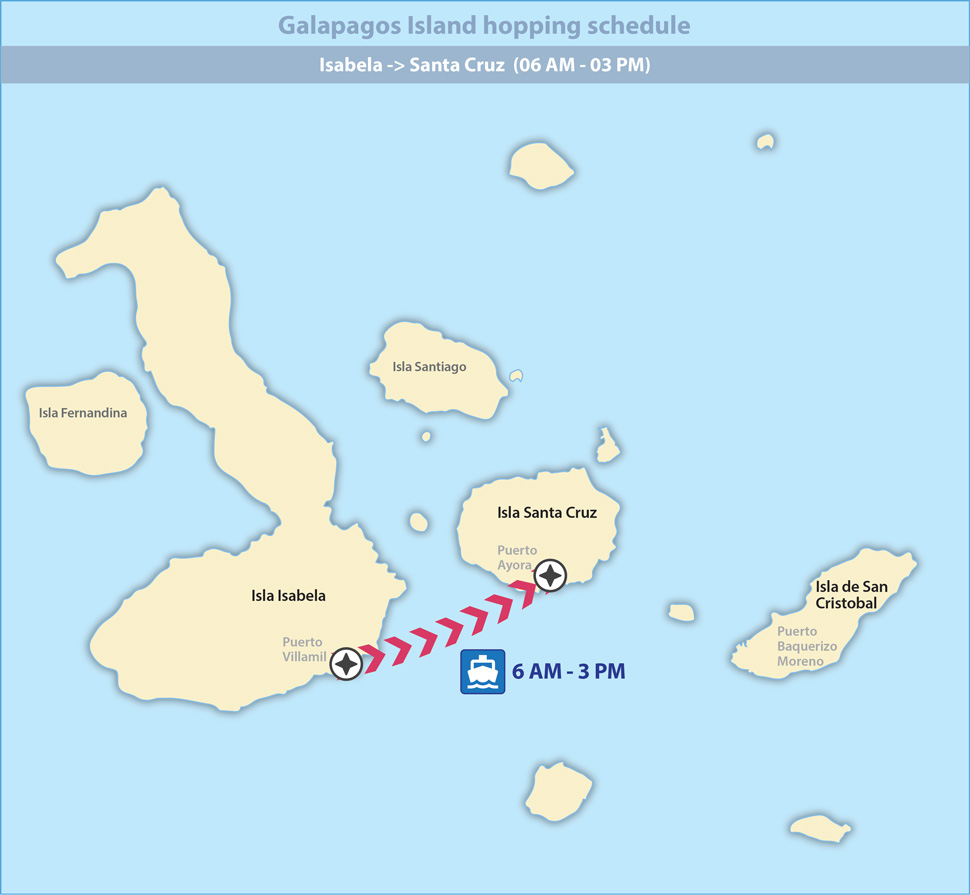 Galapagos Island hopping schedule
Isabela -> Santa Cruz (06 AM - 03 PM)
Isla Santiago
Isla Fernandina
Isla Santa Cruz
Puerto
Ayora
Isla Isabela
Puerto
Villamil
6 AM - 3 PM
Isla de San
Cristobal
Puerto
Baquerizo
Moreno